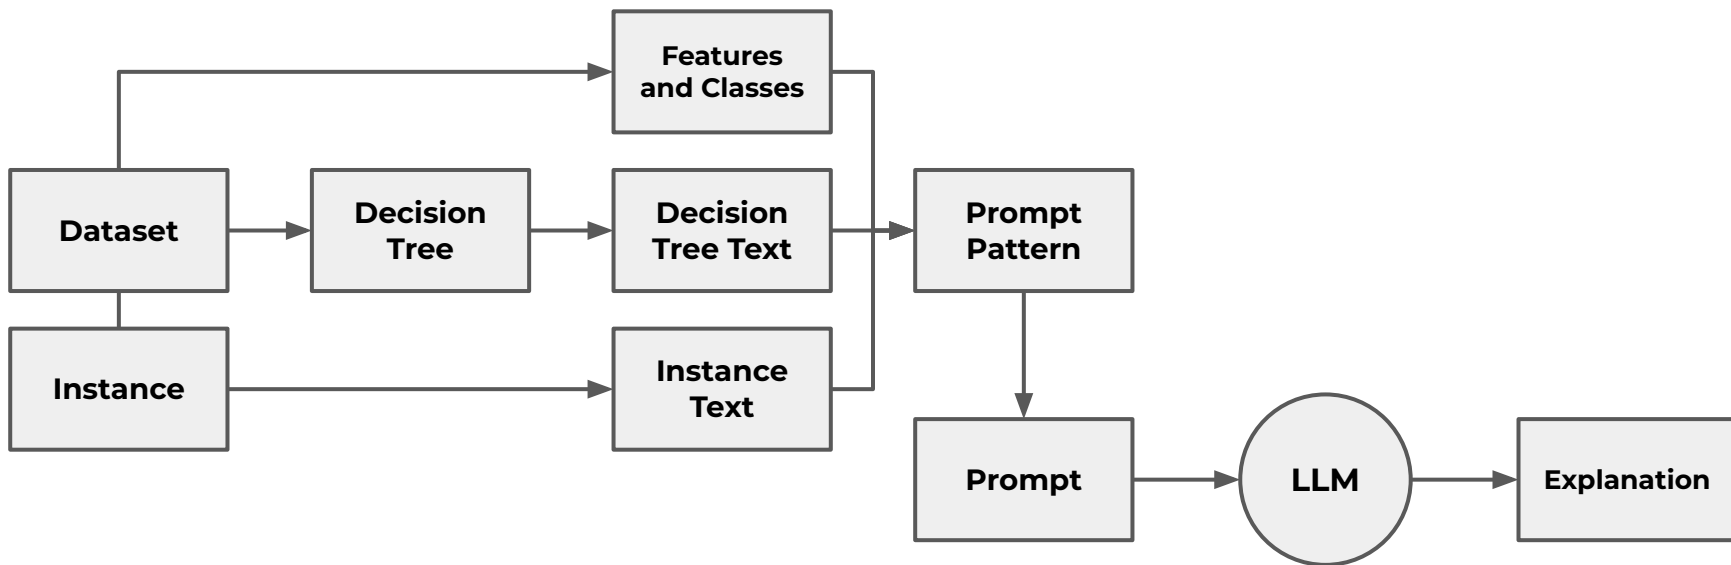 Features
and Classes
Dataset
Decision
Tree
Decision
Tree Text
Prompt
Pattern
Instance
Instance
Text
Prompt
LLM
Explanation